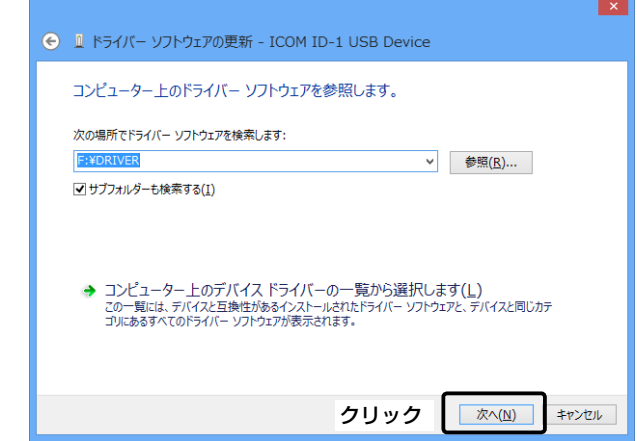 ドライバー ソフトウェアの更新 - ICOM ID-1 USB Device
コンピューター上のドライバー ソフトウェアを参照します。
次の場所でドライバー ソフトウェアを検索します:
F:¥DRIVER
参照(R)...
サブフォルダーも検索する(I)
コンピューター上のデバイス ドライバーの一覧から選択します(L)
この一覧には、デバイスと互換性があるインストールされたドライバー ソフトウェアと、デバイスと同じカテ
ゴリにあるすべてのドライバー ソフトウェアが表示されます。
クリック 次へ(N) キャンセル